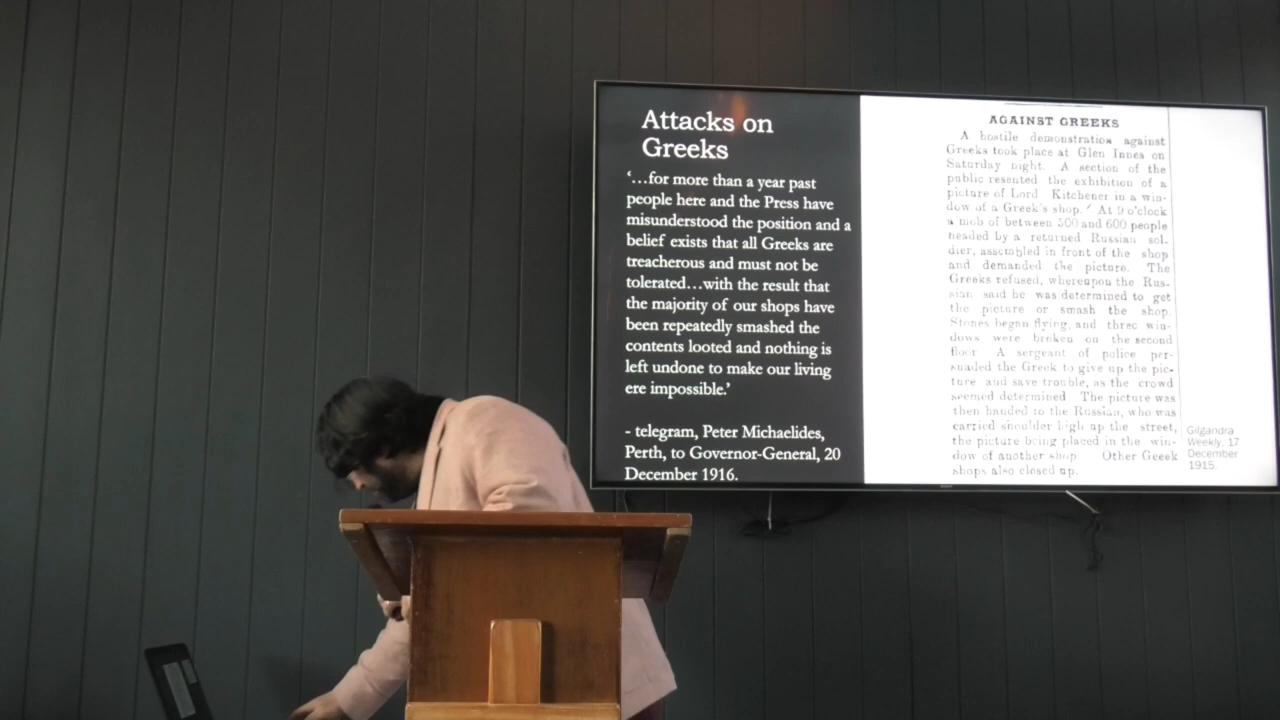 Attacks on
Greeks
‘...for more than a year past
people here and the Press have
misunderstood the position and a
belief exists that all Greeks are
treacherous and must not be
tolerated...with the result that
the majority of our shops have
been repeatedly smashed the
contents looted and nothing is
left undone to make our living
ere impossible.’
- telegram, Peter Michaelides,
Perth, to Governor-General, 20
December 1916.
AGAINST GREEKS
A hostile demonstration against
Greeks took place at Glen Innes on
Saturday night. A section of the
public resented the exhibition of a
picture of Lord Kitchener in a win-
dow of a Greek's shop. At 9 o'clock
a mob of between 500 and 600 people
headed by a returned Russian sol-
dier, assembled in front of the shop
and demanded the picture. The
Greeks refused, whereupon the Rus-
sian said he was determined to get
the picture or smash the shop.
Stones began flying, and three win-
dows were broken on the second
floor A sergeant of police per-
suaded the Greek to give up the pic-
ture and save trouble, as the crowd
seemed determined The picture was
then handed to the Russian, who was
carried shoulder high up the street,
the picture being placed in the win-
dow of another shop Other Greek
shops also closed up.
Gilgandra
Weekly, 17
December
1915.